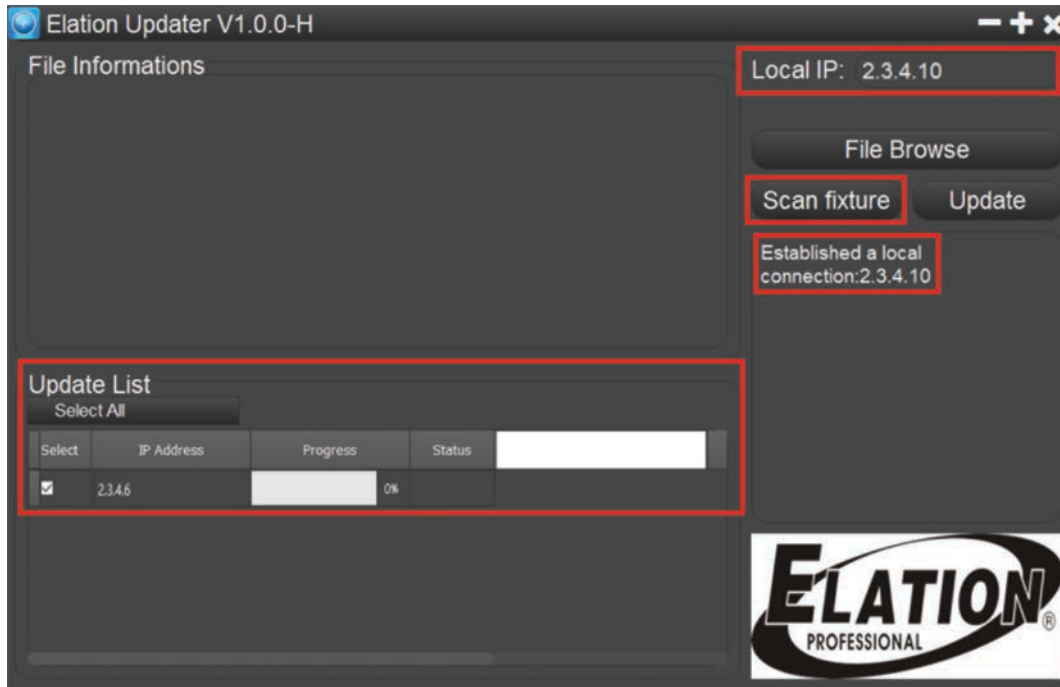 Elation Updater V1.0.0-H
File Informations
Local IP: 2.3.4.10
File Browse
Scan fixture
Update
Established a local
connection:2.3.4.10
Update List
Select All
Select IP Address Progress Status
2.3.4.6 0%
ELATION®
PROFESSIONAL